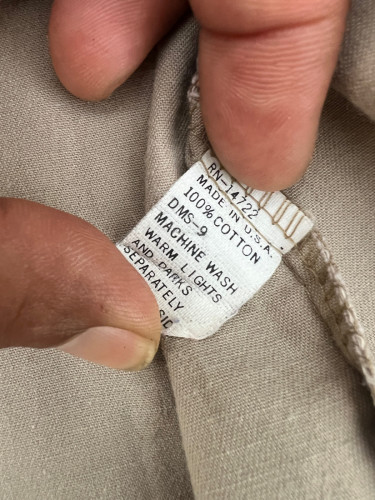 RN-14722
MADE IN U.S.A.
100% COTTON
DMS-9
MACHINE WASH
WARM LIGHTS
AND DARKS
SEPARATELY